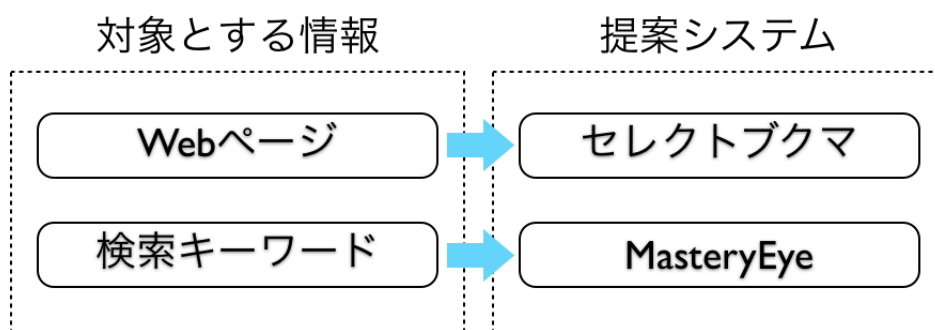 対象とする情報
提案システム
Webページ
セレクトブクマ
検索キーワード
MasteryEye